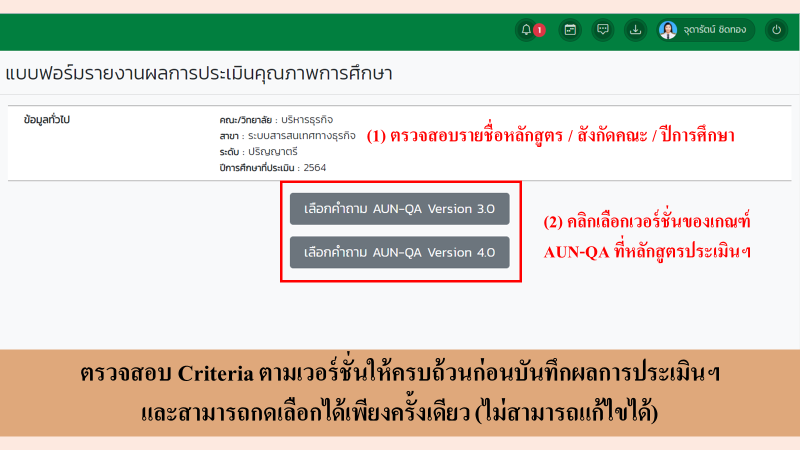 1
จุดารัตน์ ชิดทอง
แบบฟอร์มรายงานผลการประเมินคุณภาพการศึกษา
ข้อมูลทั่วไป
คณะ/วิทยาลัย : บริหารธุรกิจ
สาขา : ระบบสารสนเทศทางธุรกิจ
ระดับ : ปริญญาตรี
ปีการศึกษาที่ประเมิน : 2564
(1) ตรวจสอบรายชื่อหลักสูตร / สังกัดคณะ / ปีการศึกษา
เลือกคำถาม AUN-QA Version 3.0
เลือกคำถาม AUN-QA Version 4.0
(2) คลิกเลือกเวอร์ชั่นของเกณฑ์
AUN-QA ที่หลักสูตรประเมินฯ
ตรวจสอบ Criteria ตามเวอร์ชั่นให้ครบถ้วนก่อนบันทึกผลการประเมินฯ
และสามารถกดเลือกได้เพียงครั้งเดียว (ไม่สามารถแก้ไขได้)